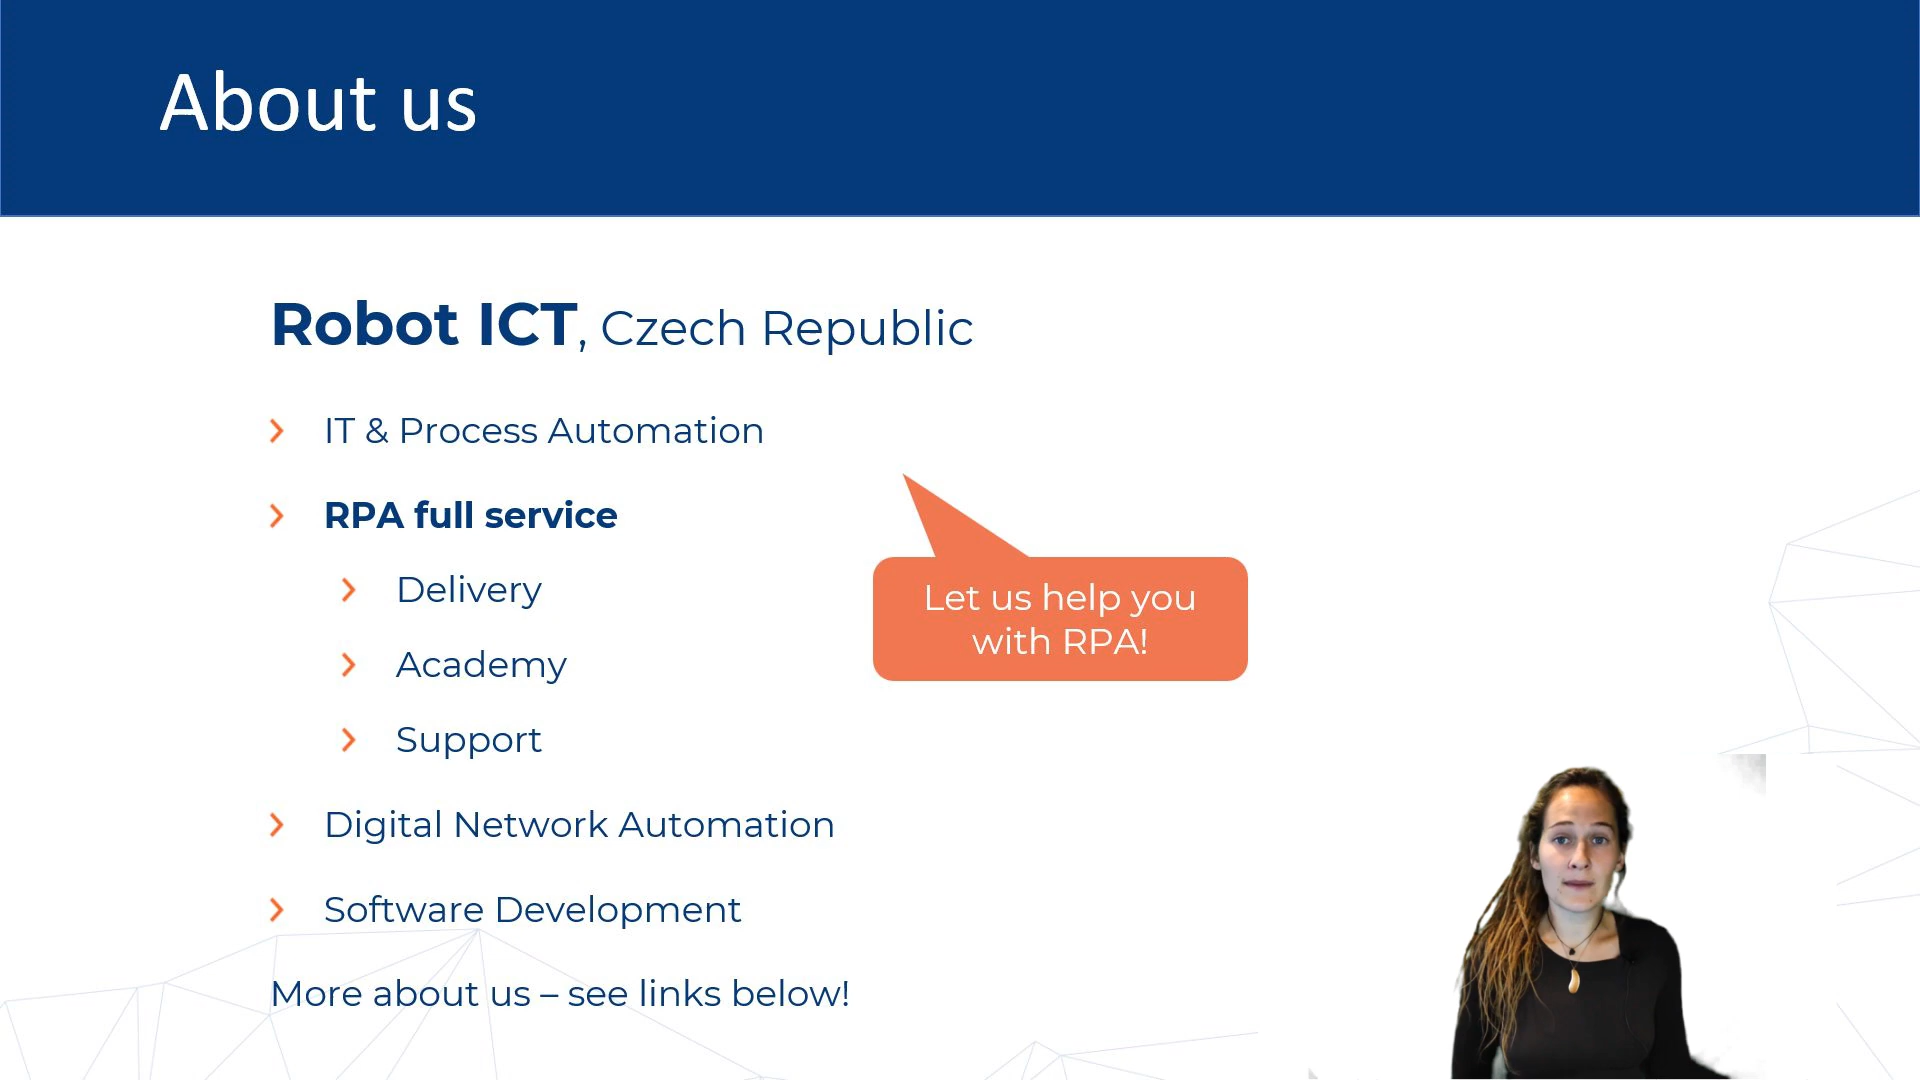 About us
Robot ICT, Czech Republic
IT & Process Automation
RPA full service
Delivery
Academy
Support
Let us help you
with RPA!
Digital Network Automation
Software Development
More about us – see links below!